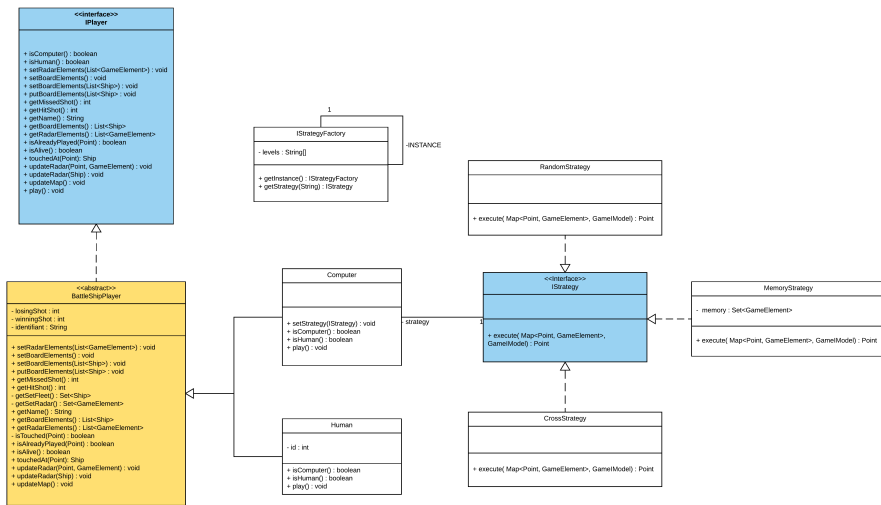 <<interface>>
IPlayer
+ isComputer() : boolean
+ isHuman() : boolean
+ setRadarElements(List<GameElement>) : void
+ setBoardElements() : void
+ setBoardElements(List<Ship>) : void
+ putBoardElements(List<Ship> : void
+ getMissedShot() : int
+ getHitShot() : int
+ getName() : String
+ getBoardElements() : List<Ship>
+ getRadarElements() : List<GameElement>
+ isAlreadyPlayed(Point) : boolean
+ isAlive() : boolean
+ touchedAt(Point): Ship
+ updateRadar(Point, GameElement) : void
+ updateRadar(Ship) : void
+ updateMap() : void
+ play() : void
<<abstract>>
BattleShipPlayer
- losingShot : int
- winningShot : int
- identifiant : String
+ setRadarElements(List<GameElement>) : void
+ setBoardElements() : void
+ setBoardElements(List<Ship>) : void
+ putBoardElements(List<Ship> : void
+ getMissedShot() : int
+ getHitShot() : int
- getSetFleet() : Set<Ship>
- getSetRadar() : Set<GameElement>
+ getName() : String
+ getBoardElements() : List<Ship>
+ getRadarElements() : List<GameElement>
- isTouched(Point) : boolean
+ isAlreadyPlayed(Point) : boolean
+ isAlive() : boolean
+ touchedAt(Point): Ship
+ updateRadar(Point, GameElement) : void
+ updateRadar(Ship) : void
+ updateMap() : void
1
IStrategyFactory
- levels : String[]
-INSTANCE
+ getInstance() : IStrategyFactory
+ getStrategy(String) : IStrategy
Computer
+ setStrategy(IStrategy) : void
+ isComputer() : boolean
+ isHuman() : boolean
+ play() : void
- strategy
1
Human
- id : int
+ isComputer() : boolean
+ isHuman() : boolean
+ play() : void
RandomStrategy
+ execute( Map<Point, GameElement>, GameIModel) : Point
<<Interface>>
IStrategy
+ execute( Map<Point, GameElement>,
GameIModel) : Point
MemoryStrategy
- memory : Set<GameElement>
+ execute( Map<Point, GameElement>, GameIModel) : Point
CrossStrategy
+ execute( Map<Point, GameElement>, GameIModel) : Point